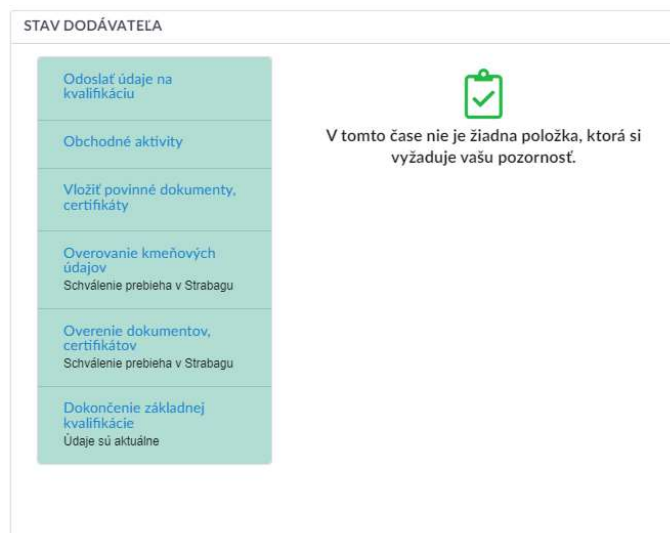 STAV DODÁVATEĽA
Odoslať údaje na
kvalifikáciu
Obchodné aktivity
Vložiť povinné dokumenty,
certifikáty
Overovanie kmeňových
údajov
Schválenie prebieha v Strabagu
Overenie dokumentov,
certifikátov
Schválenie prebieha v Strabagu
Dokončenie základnej
kvalifikácie
Údaje sú aktuálne
V tomto čase nie je žiadna položka, ktorá si
vyžaduje vašu pozornosť.